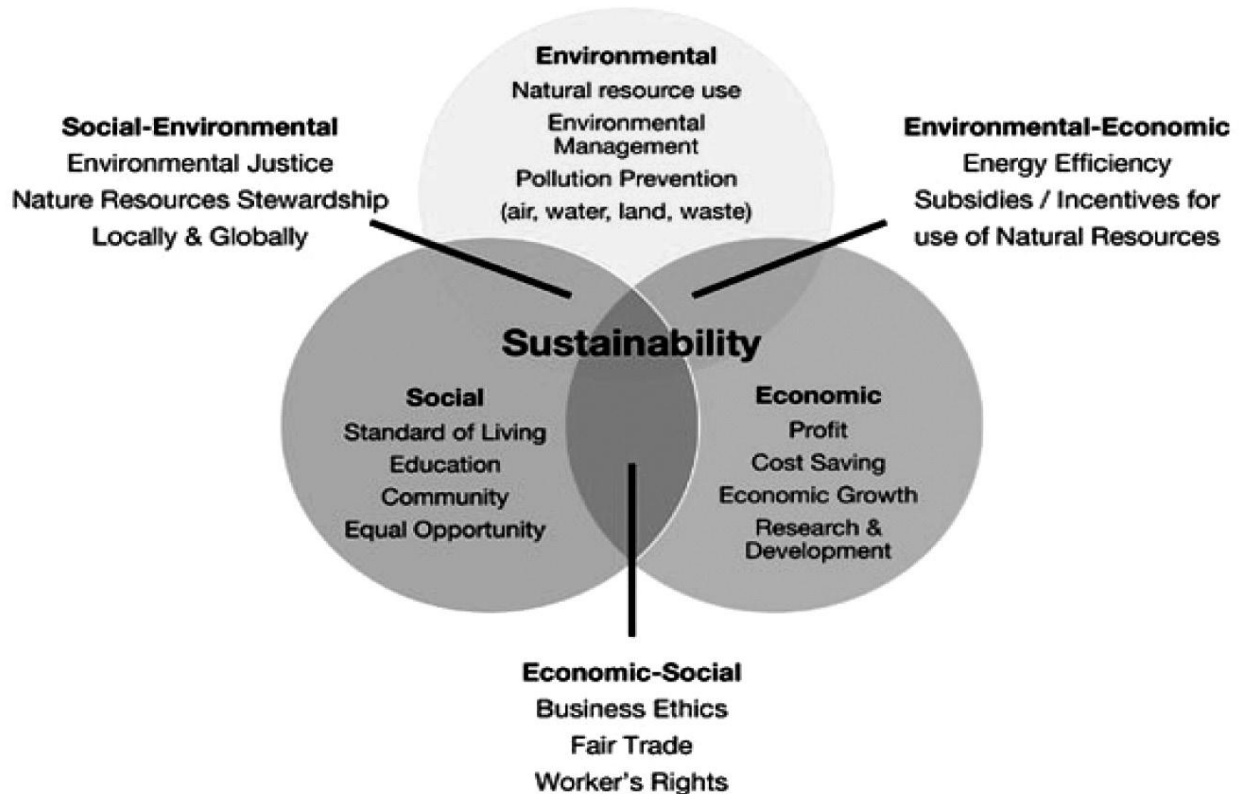 Environmental
Natural resource use
Environmental
Management
Pollution Prevention
(air, water, land, waste)
Social-Environmental
Environmental Justice
Nature Resources Stewardship
Locally & Globally
Environmental-Economic
Energy Efficiency
Subsidies / Incentives for
use of Natural Resources
Sustainability
Social
Standard of Living
Education
Community
Equal Opportunity
Economic
Profit
Cost Saving
Economic Growth
Research &
Development
Economic-Social
Business Ethics
Fair Trade
Worker's Rights